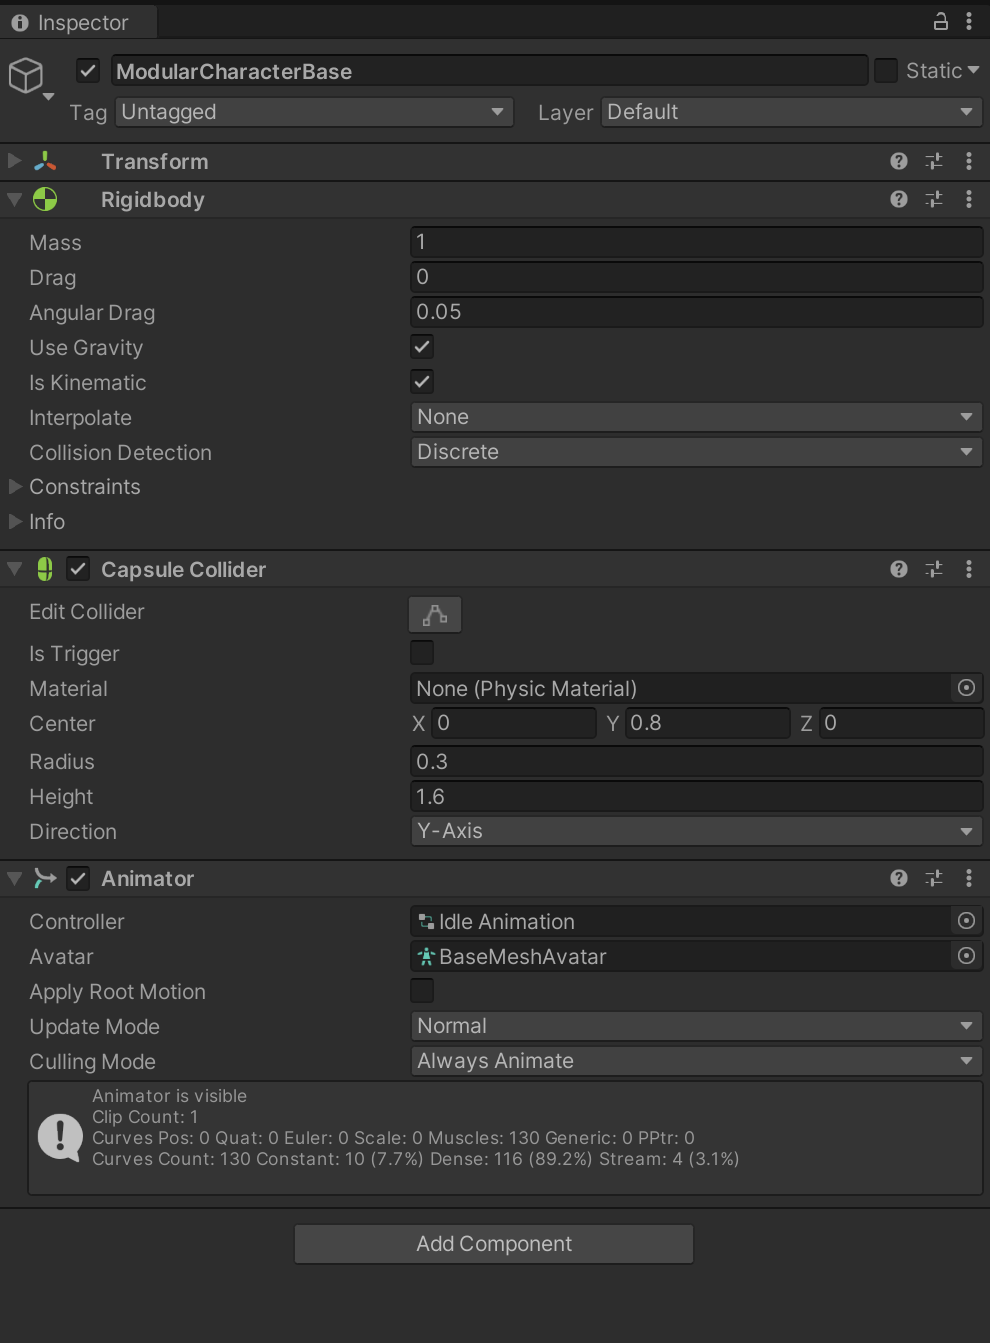 Inspector
ModularCharacterBase Static
Tag Untagged Layer Default
Transform
Rigidbody
Mass 1
Drag 0
Angular Drag 0.05
Use Gravity
Is Kinematic
Interpolate None
Collision Detection Discrete
Constraints
Info
Capsule Collider
Edit Collider
Is Trigger
Material None (Physic Material)
Center X 0 Y 0.8 Z 0
Radius 0.3
Height 1.6
Direction Y-Axis
Animator
Controller Idle Animation
Avatar BaseMeshAvatar
Apply Root Motion
Update Mode Normal
Culling Mode Always Animate
Animator is visible
Clip Count: 1
Curves Pos: 0 Quat: 0 Euler: 0 Scale: 0 Muscles: 130 Generic: 0 PPtr: 0
Curves Count: 130 Constant: 10 (7.7%) Dense: 116 (89.2%) Stream: 4 (3.1%)
Add Component